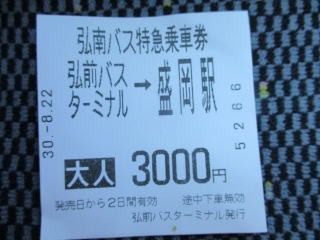 弘南バス特急乗車券
弘前バスターミナル → 盛岡駅
30.-8.22
5266
大人 3000円
発売日から2日間有効 途中下車無効
弘前バスターミナル発行